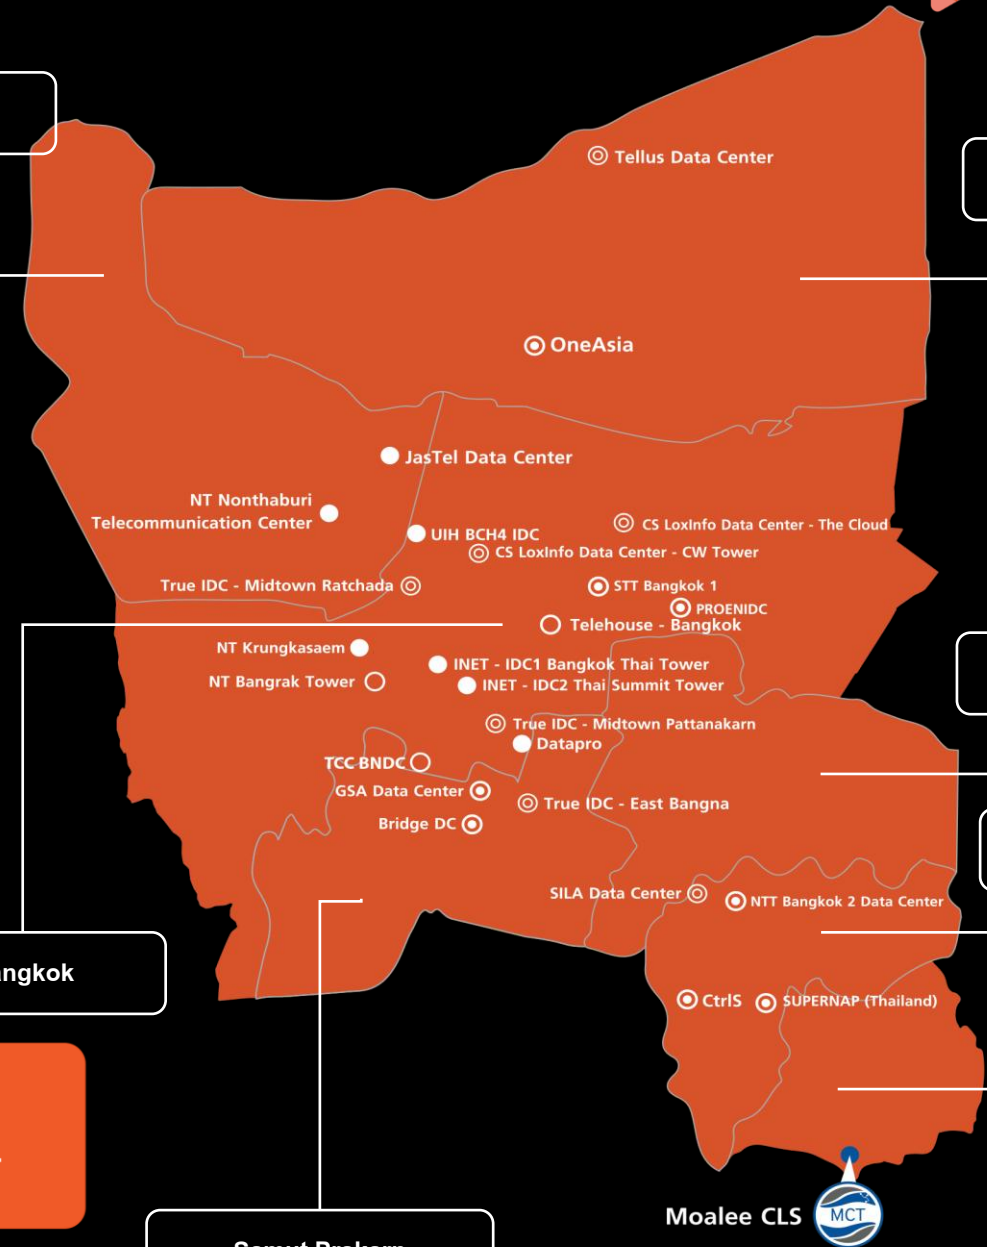 Tellus Data Center
OneAsia
JasTel Data Center
NT Nonthaburi
Telecommunication Center
CS LoxInfo Data Center - The Cloud
UIH BCH4 IDC
CS LoxInfo Data Center - CW Tower
True IDC - Midtown Ratchada
STT Bangkok 1
PROENIDC
Telehouse - Bangkok
NT Krungkasaem
INET - IDC1 Bangkok Thai Tower
NT Bangrak Tower
INET - IDC2 Thai Summit Tower
True IDC - Midtown Pattanakarn
Datapro
TCC BNDC
GSA Data Center
True IDC - East Bangna
Bridge DC
SILA Data Center
NTT Bangkok 2 Data Center
angkok
CtrlS
SUPERNAP (Thailand)
Moalee CLS
MCT
Samut Prakarn